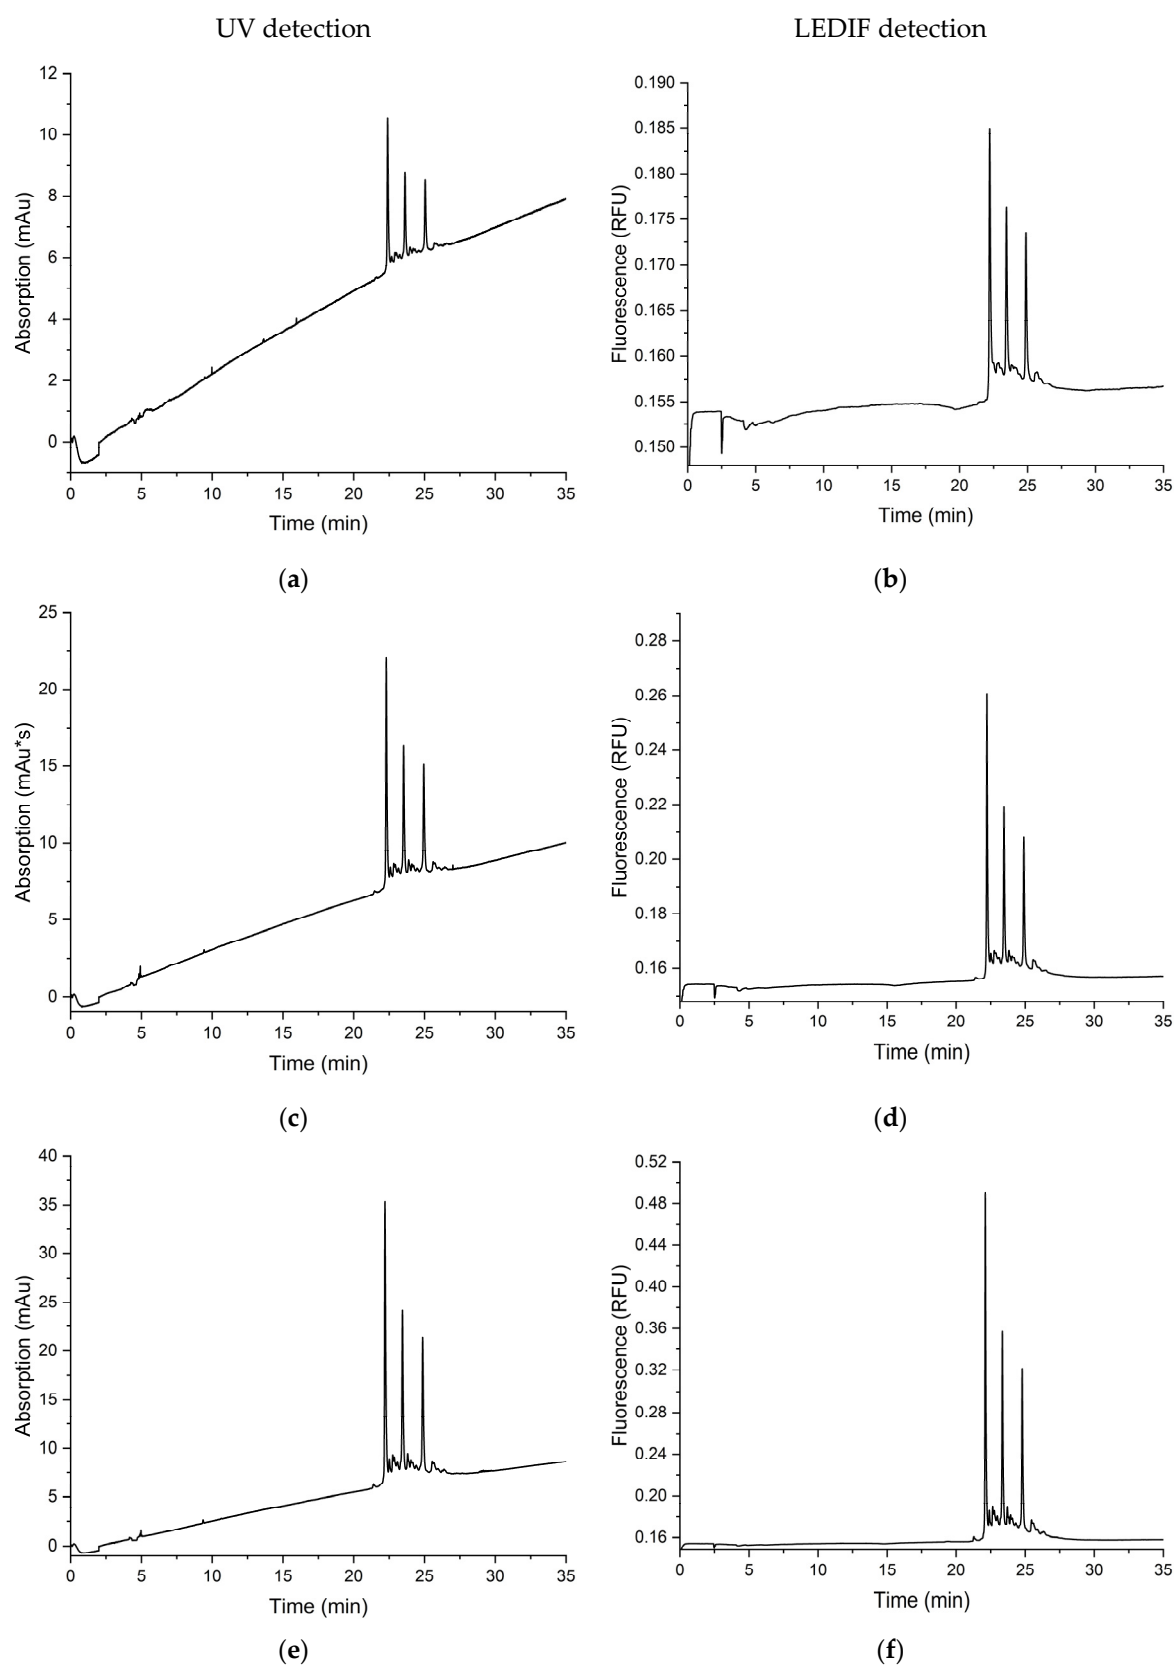 UV detection
LEDIF detection
12
10
8
6
4
2
0
Absorption (mAu)
0 5 10 15 20 25 30 35
Time (min)
(a)
0.190
0.185
0.180
0.175
0.170
0.165
0.160
0.155
0.150
Fluorescence (RFU)
0 5 10 15 20 25 30 35
Time (min)
(b)
25
20
15
10
5
0
Absorption (mAu*s)
0 5 10 15 20 25 30 35
Time (min)
(c)
0.28
0.26
0.24
0.22
0.20
0.18
0.16
Fluorescence (RFU)
0 5 10 15 20 25 30 35
Time (min)
(d)
40
35
30
25
20
15
10
5
0
Absorption (mAu)
0 5 10 15 20 25 30 35
Time (min)
(e)
0.52
0.48
0.44
0.40
0.36
0.32
0.28
0.24
0.20
0.16
Fluorescence (RFU)
0 5 10 15 20 25 30 35
Time (min)
(f)